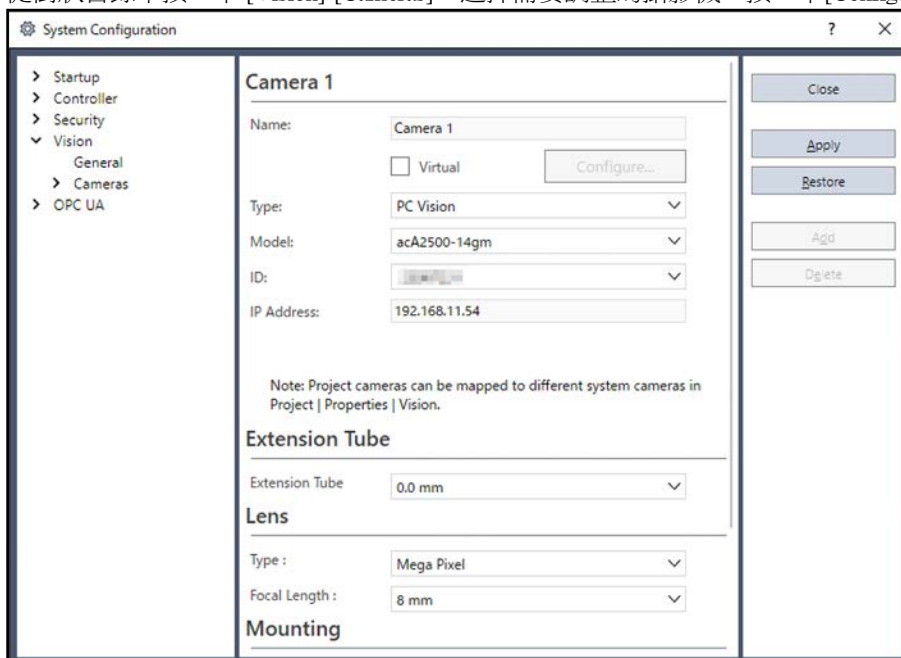 System Configuration
?
Startup
Controller
Security
Vision
General
Cameras
OPC UA
Camera 1
Name:
Camera 1
Virtual
Configure...
Type:
PC Vision
Model:
acA2500-14gm
ID:
IP Address:
192.168.11.54
Note: Project cameras can be mapped to different system cameras in
Project | Properties | Vision.
Extension Tube
Extension Tube
0.0 mm
Lens
Type :
Mega Pixel
Focal Length :
8 mm
Mounting
Close
Apply
Restore
Add
Delete